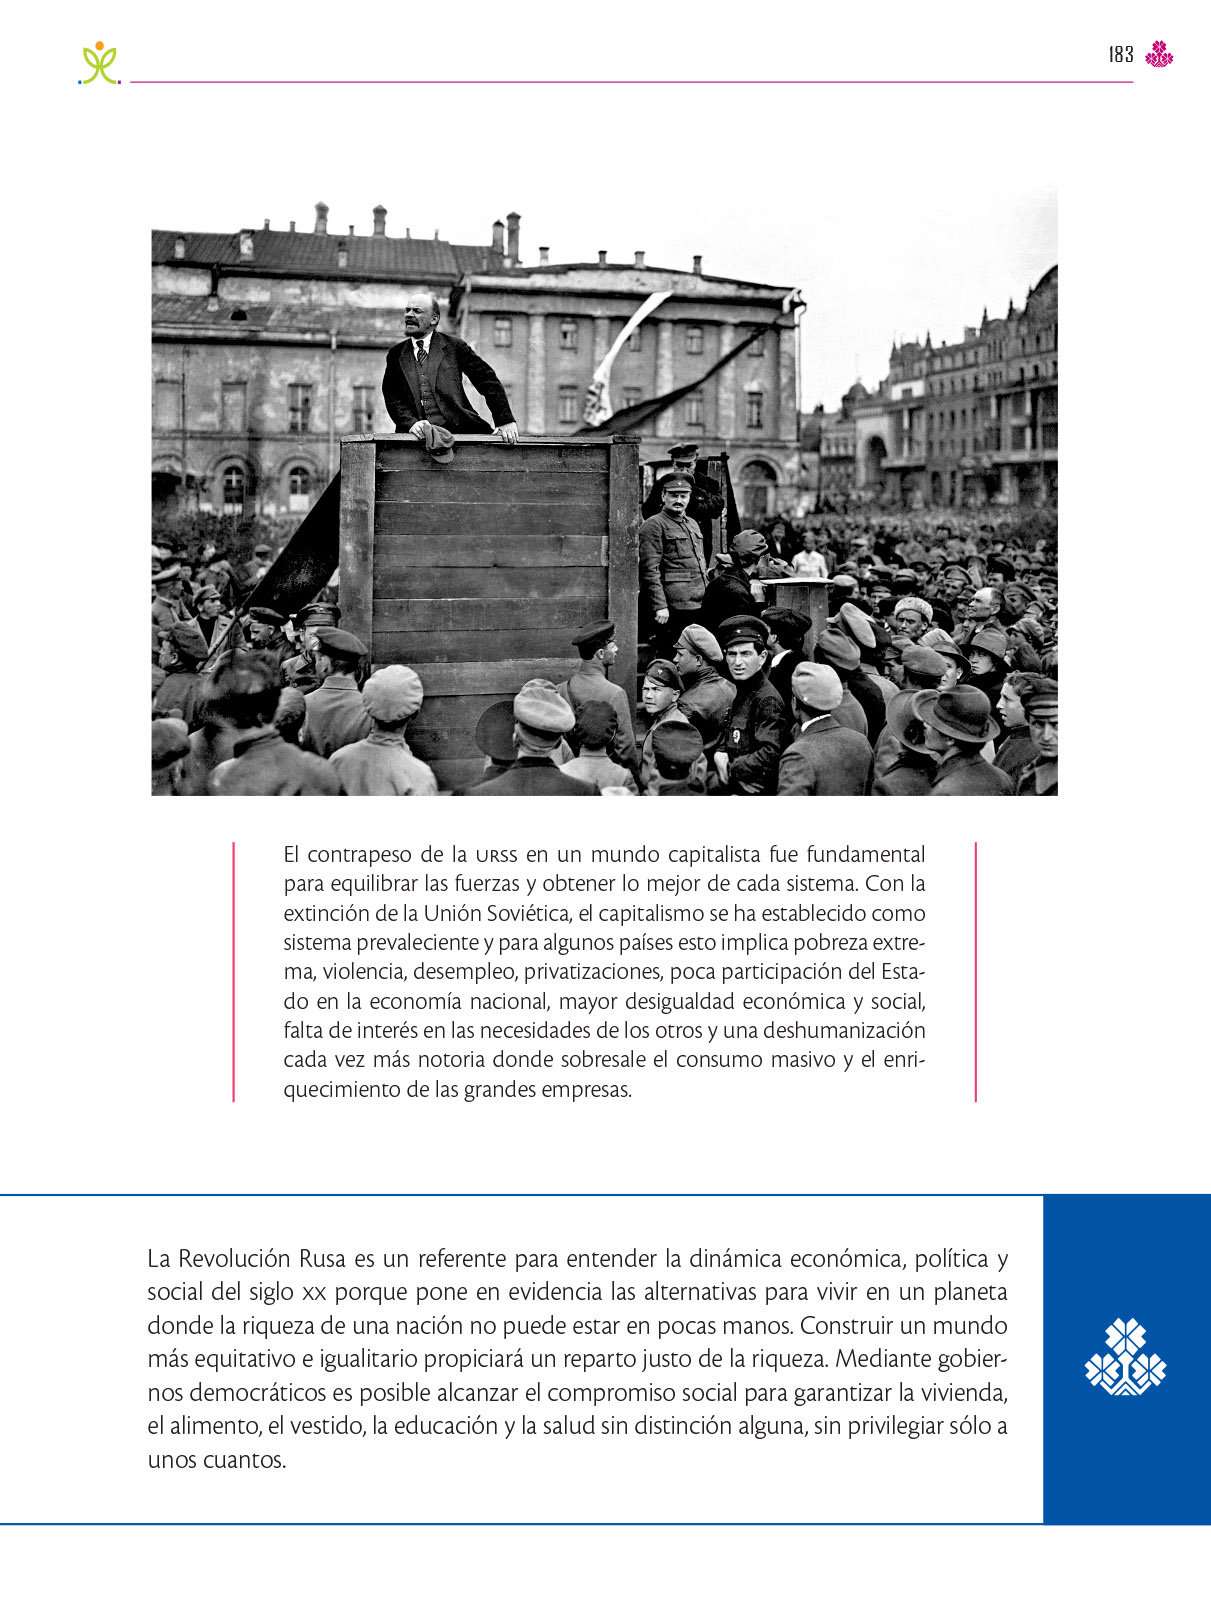 183
El contrapeso de la URSS en un mundo capitalista fue fundamental
para equilibrar las fuerzas y obtener lo mejor de cada sistema. Con la
extinción de la Unión Soviética, el capitalismo se ha establecido como
sistema prevaleciente y para algunos países esto implica pobreza extre-
ma, violencia, desempleo, privatizaciones, poca participación del Esta-
do en la economía nacional, mayor desigualdad económica y social,
falta de interés en las necesidades de los otros y una deshumanización
cada vez más notoria donde sobresale el consumo masivo y el enri-
quecimiento de las grandes empresas.
La Revolución Rusa es un referente para entender la dinámica económica, política y
social del siglo XX porque pone en evidencia las alternativas para vivir en un planeta
donde la riqueza de una nación no puede estar en pocas manos. Construir un mundo
más equitativo e igualitario propiciará un reparto justo de la riqueza. Mediante gobier-
nos democráticos es posible alcanzar el compromiso social para garantizar la vivienda,
el alimento, el vestido, la educación y la salud sin distinción alguna, sin privilegiar sólo a
unos cuantos.